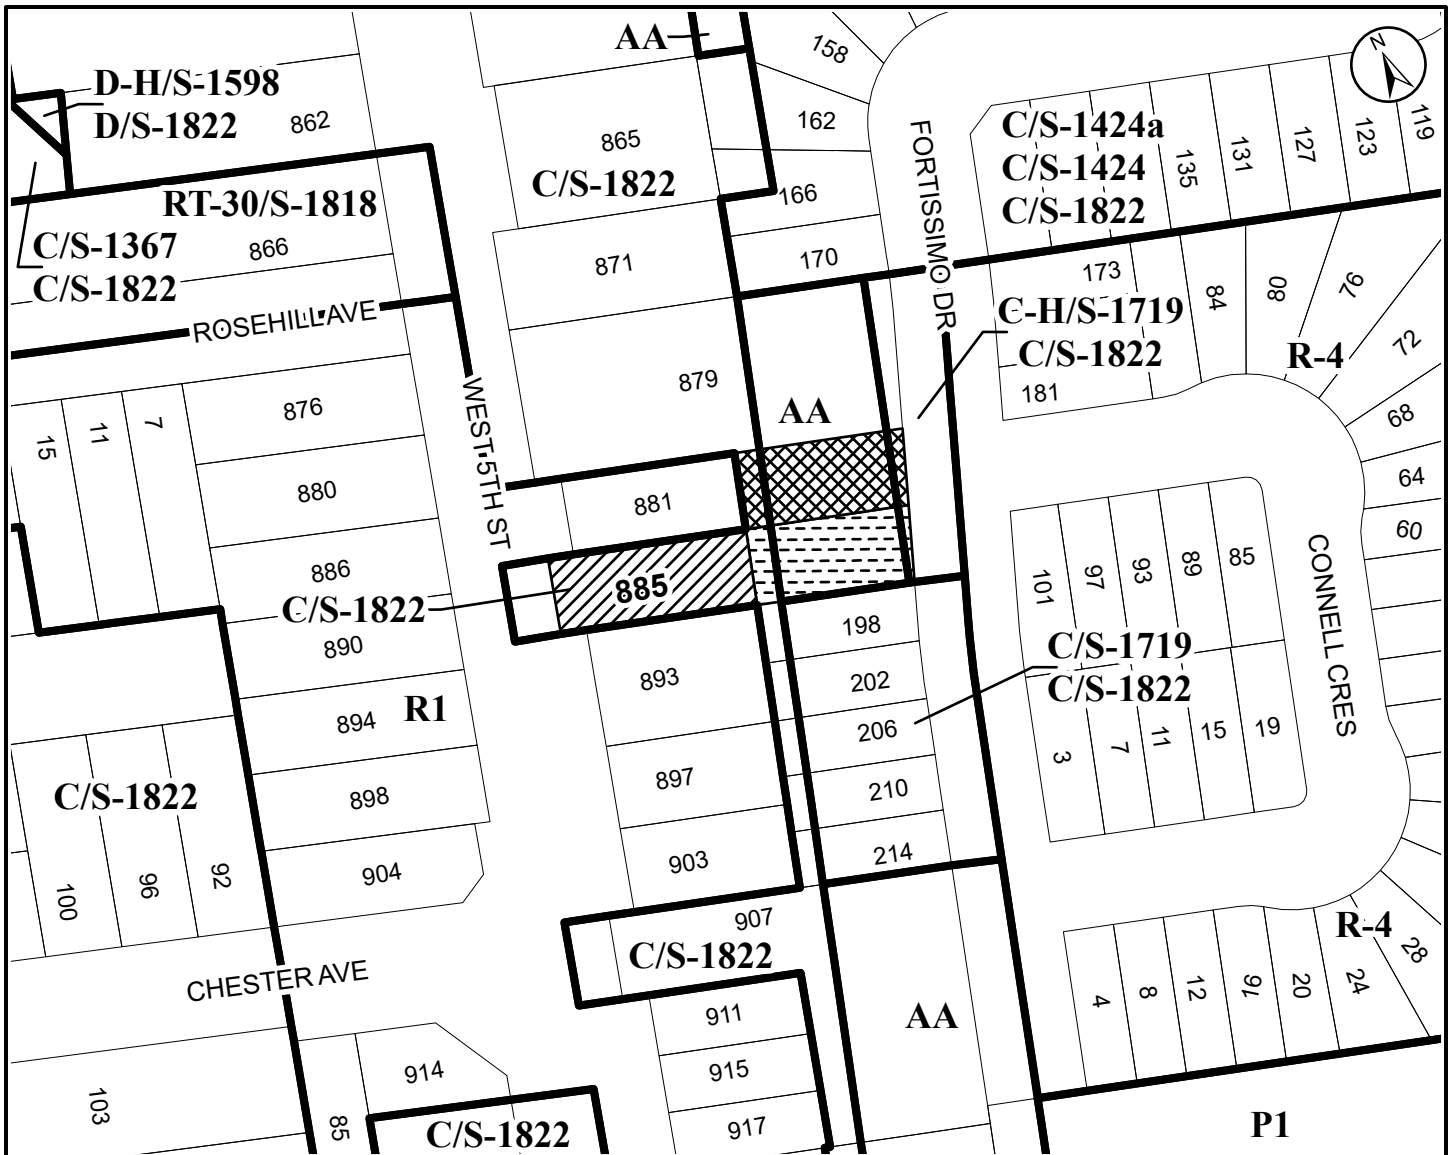 AA
158
N
D-H/S-1598
D/S-1822
862
865
162
C/S-1822
166
170
FORTISSIMO DR
C/S-1424a
C/S-1424
C/S-1822
135
131
127
123
119
RT-30/S-1818
C/S-1367
C/S-1822
866
871
173
84
80
76
72
68
64
60
R-4
ROSEHILL AVE
C-H/S-1719
C/S-1822
181
879
AA
WEST 5TH ST
15
11
7
876
880
886
881
885
C/S-1822
890
894
R1
898
904
893
897
903
198
202
206
210
214
C/S-1719
C/S-1822
101
97
93
89
85
3
7
11
15
19
CONNELL CRES
C/S-1822
100
96
92
907
C/S-1822
R-4
28
4
8
12
16
20
24
CHESTER AVE
911
915
917
AA
914
103
85
C/S-1822
P1